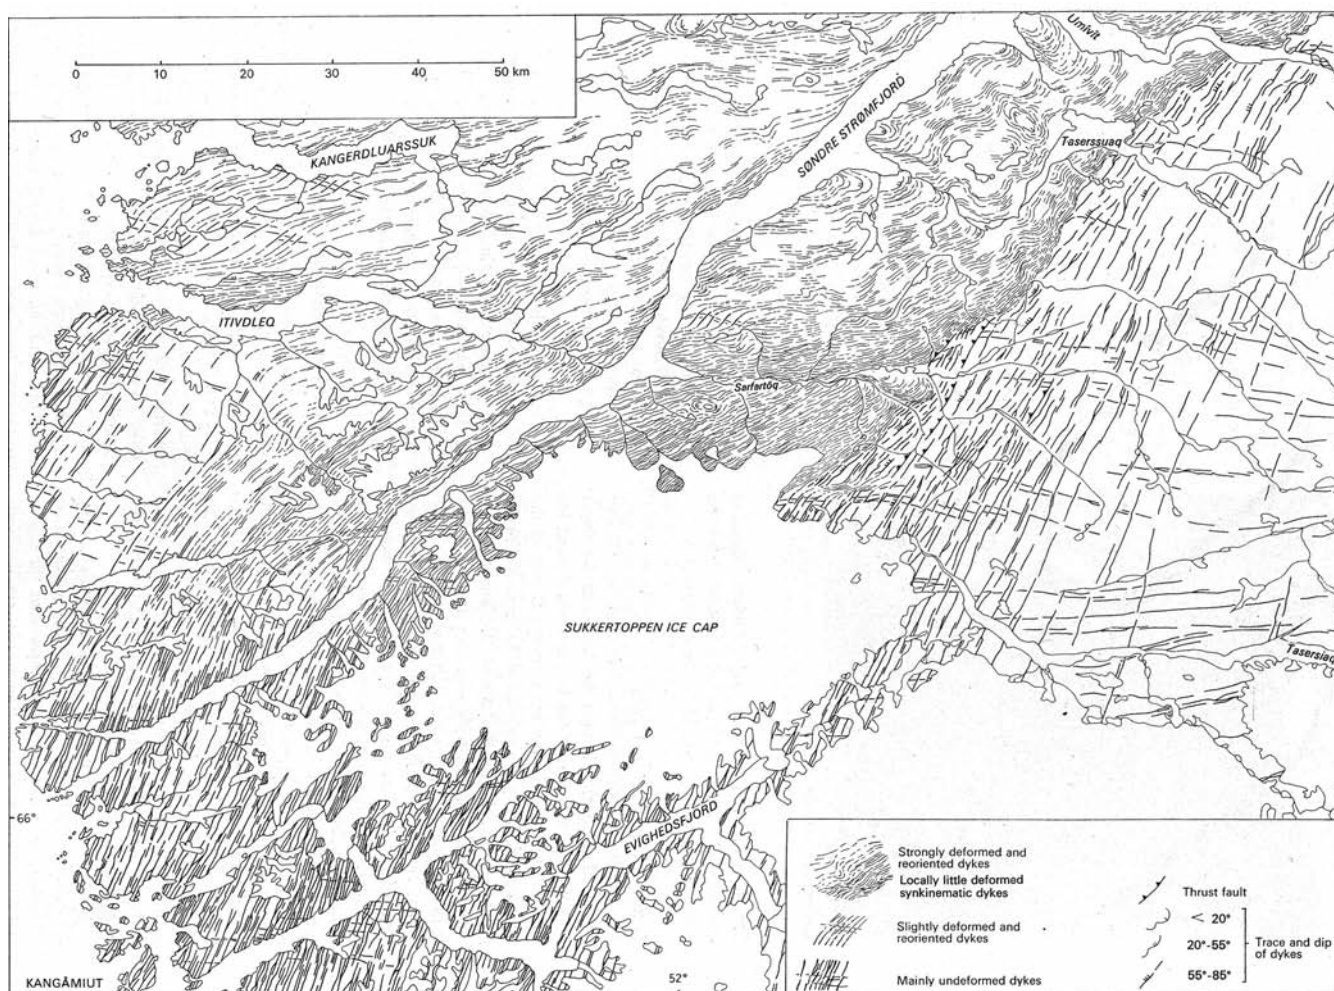 0 10 20 30 40 50 km
Umivit
SØNDRE STRØMFJORD
KANGERDLUARSSUK
Taserssuaq
ITIVDLEQ
Sarfartôq
SUKKERTOPPEN ICE CAP
Tasersiaq
66°
EVIGHEDSFJORD
KANGÂMIUT
52°
Strongly deformed and
reoriented dykes
Locally little deformed
synkinematic dykes
Slightly deformed and
reoriented dykes
Mainly undeformed dykes
Thrust fault
< 20°
20°-55°
55°-85°
Trace and dip
of dykes